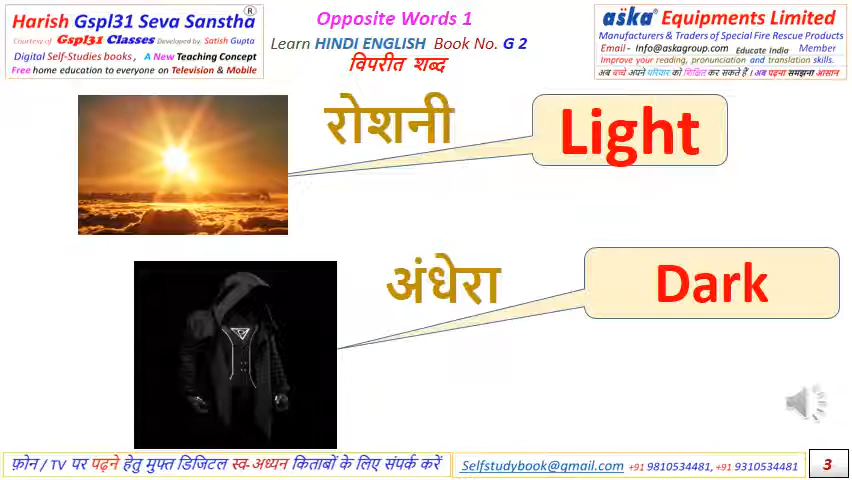 Harish Gspl31 Seva Sanstha®
Courtesy of Gspl31 Classes Developed by Satish Gupta
Digital Self-Studies books, A New Teaching Concept
Free home education to everyone on Television & Mobile
Opposite Words 1
Learn HINDI ENGLISH Book No. G 2
विपरीत शब्द
aska® Equipments Limited
Manufacturers & Traders of Special Fire Rescue Products
Email - Info@askagroup.com Educate India Member
Improve your reading, pronunciation and translation skills.
अब बच्चे अपने परिवार को शिक्षित कर सकते हैं । अब पढ़ना समझना आसान
रोशनी
Light
अंधेरा
Dark
फ़ोन / TV पर पढ़ने हेतु मुफ्त डिजिटल स्व-अध्यन किताबों के लिए संपर्क करें
Selfstudybook@gmail.com +91 9810534481, +91 9310534481
3